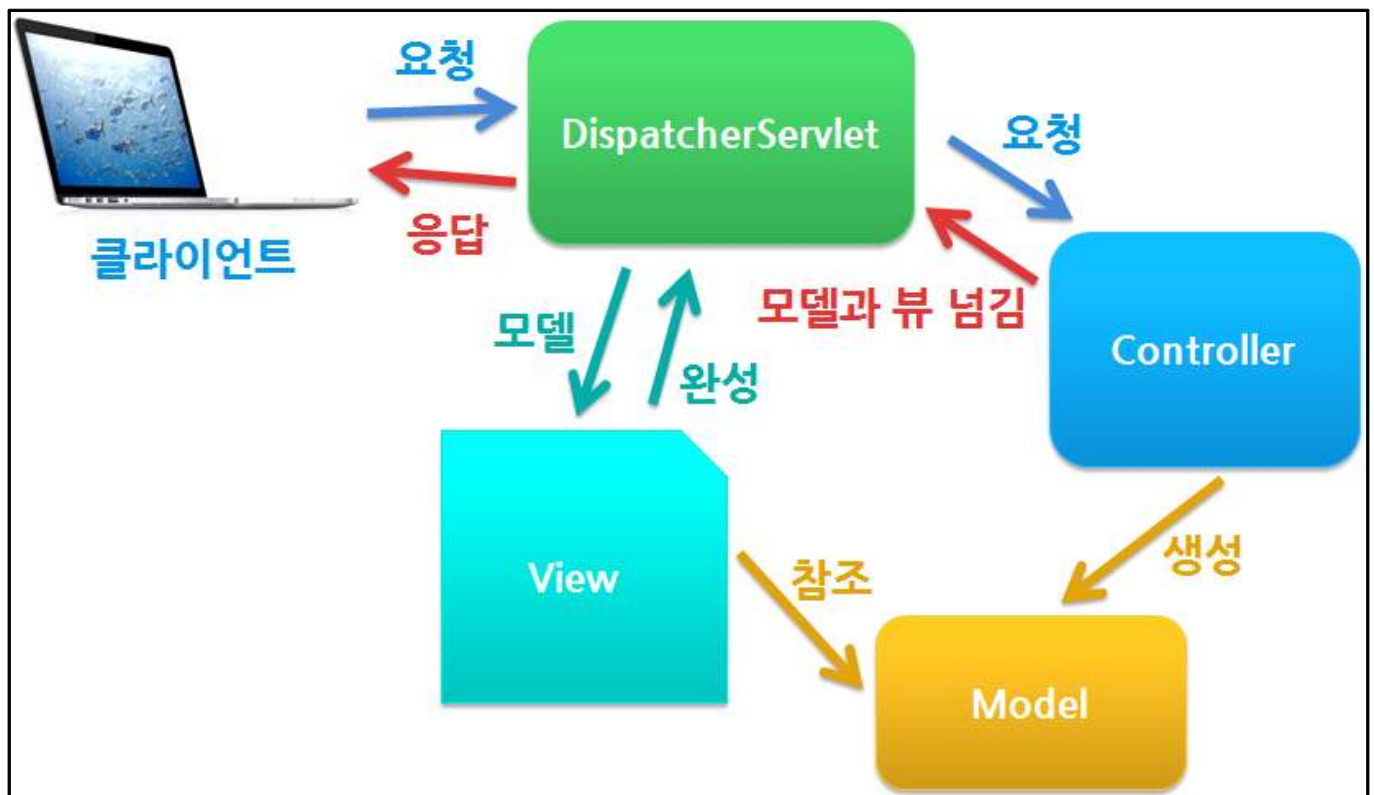 요청
DispatcherServlet
요청
응답
클라이언트
모델과 뷰 넘김
모델
완성
Controller
View
참조
생성
Model